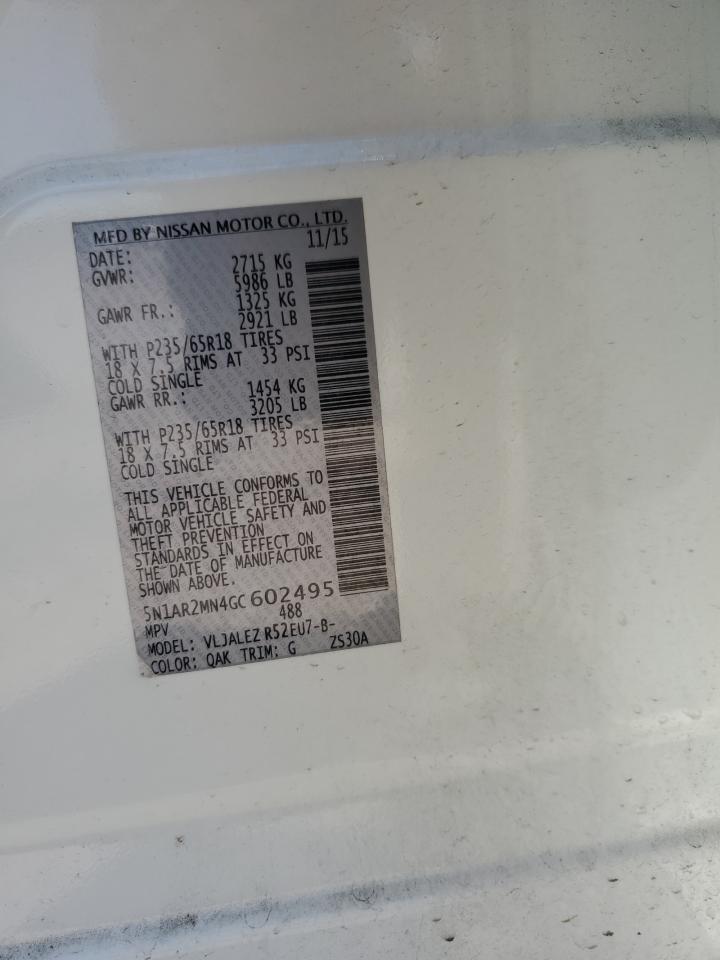 MFD BY NISSAN MOTOR CO., LTD.
DATE: 11/15
GVWR: 2715 KG
5986 LB
GAWR FR.: 1325 KG
2921 LB
WITH P235/65R18 TIRES
18 X 7.5 RIMS AT 33 PSI
COLD SINGLE
GAWR RR.: 1454 KG
3205 LB
WITH P235/65R18 TIRES
18 X 7.5 RIMS AT 33 PSI
COLD SINGLE
THIS VEHICLE CONFORMS TO
ALL APPLICABLE FEDERAL
MOTOR VEHICLE SAFETY AND
THEFT PREVENTION
STANDARDS IN EFFECT ON
THE DATE OF MANUFACTURE
SHOWN ABOVE.
5N1AR2MN4GC602495
MPV 488
MODEL: VLJALEZ R52EU7-B-
COLOR: QAK TRIM: G ZS30A